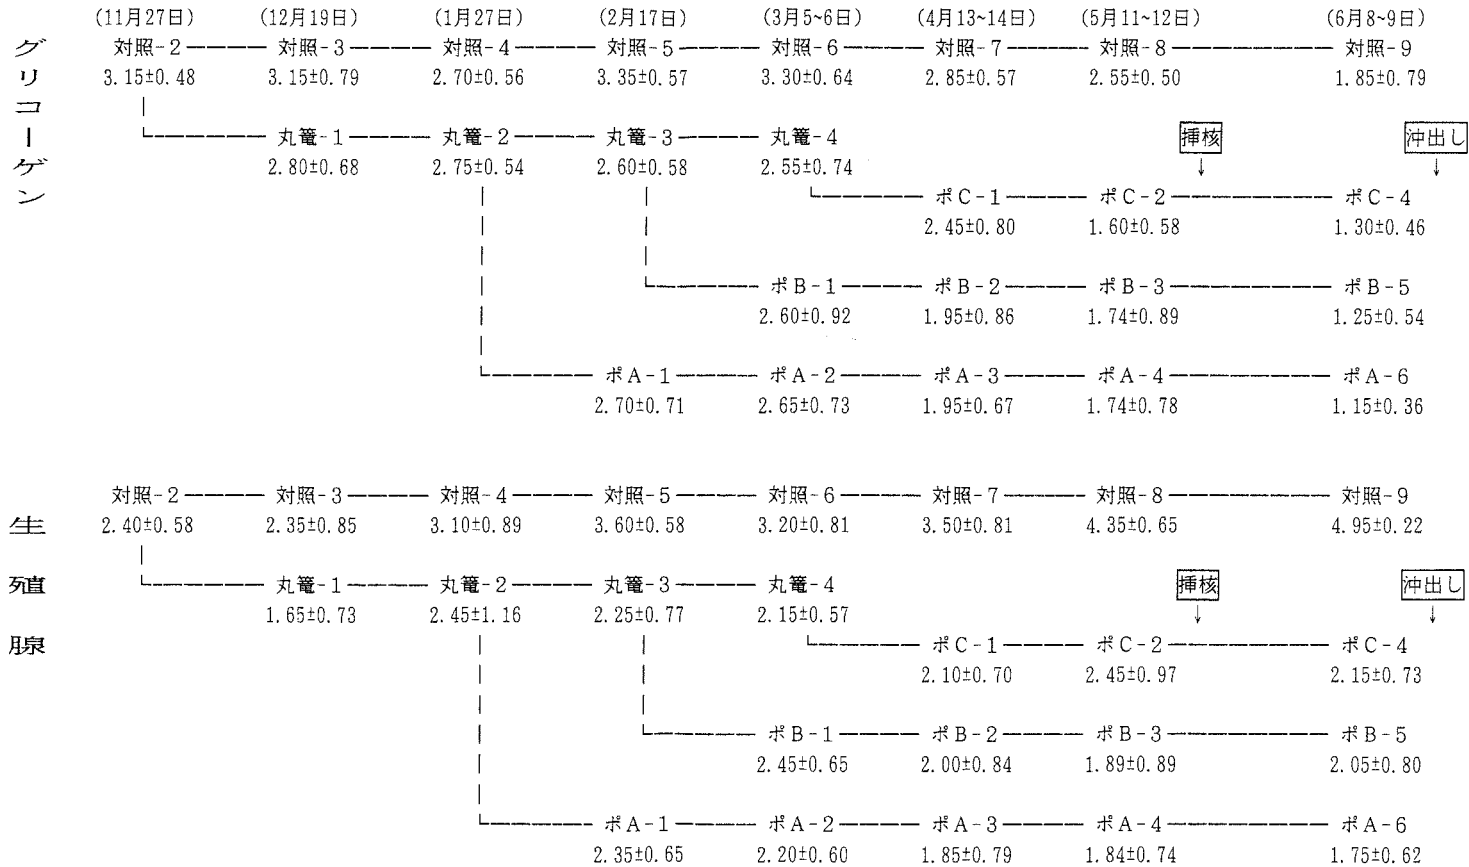 (11月27日) (12月19日) (1月27日) (2月17日) (3月5~6日) (4月13~14日) (5月11~12日) (6月8~9日)
グリコーゲン
対照-2 対照-3 対照-4 対照-5 対照-6 対照-7 対照-8 対照-9
3.15±0.48 3.15±0.79 2.70±0.56 3.35±0.57 3.30±0.64 2.85±0.57 2.55±0.50 1.85±0.79
丸篭-1 丸篭-2 丸篭-3 丸篭-4 挿核 沖出し
2.80±0.68 2.75±0.54 2.60±0.58 2.55±0.74
ポC-1 ポC-2 ポC-4
2.45±0.80 1.60±0.58 1.30±0.46
ポB-1 ポB-2 ポB-3 ポB-5
2.60±0.92 1.95±0.86 1.74±0.89 1.25±0.54
ポA-1 ポA-2 ポA-3 ポA-4 ポA-6
2.70±0.71 2.65±0.73 1.95±0.67 1.74±0.78 1.15±0.36
生殖腺
対照-2 対照-3 対照-4 対照-5 対照-6 対照-7 対照-8 対照-9
2.40±0.58 2.35±0.85 3.10±0.89 3.60±0.58 3.20±0.81 3.50±0.81 4.35±0.65 4.95±0.22
丸篭-1 丸篭-2 丸篭-3 丸篭-4 挿核 沖出し
1.65±0.73 2.45±1.16 2.25±0.77 2.15±0.57
ポC-1 ポC-2 ポC-4
2.10±0.70 2.45±0.97 2.15±0.73
ポB-1 ポB-2 ポB-3 ポB-5
2.45±0.65 2.00±0.84 1.89±0.89 2.05±0.80
ポA-1 ポA-2 ポA-3 ポA-4 ポA-6
2.35±0.65 2.20±0.60 1.85±0.79 1.84±0.74 1.75±0.62